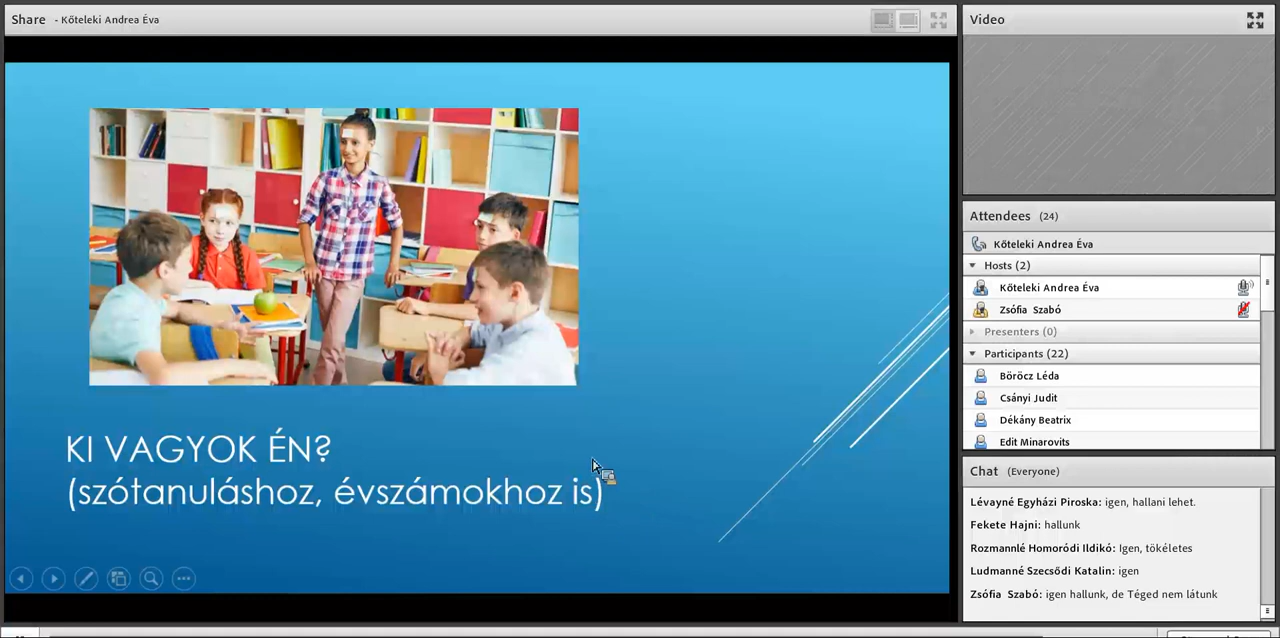 Share - Kőteleki Andrea Éva
KI VAGYOK ÉN?
(szótanuláshoz, évszámokhoz is)
Video
Attendees (24)
Kőteleki Andrea Éva
Hosts (2)
Kőteleki Andrea Éva
Zsófia Szabó
Presenters (0)
Participants (22)
Böröcz Léda
Csányi Judit
Dékány Beatrix
Edit Minarovits
Chat (Everyone)
Lévayné Egyházi Piroska: igen, hallani lehet.
Fekete Hajni: hallunk
Rozmannlé Homoródi Ildikó: Igen, tökéletes
Ludmanné Szecsődi Katalin: igen
Zsófia Szabó: igen hallunk, de Téged nem látunk